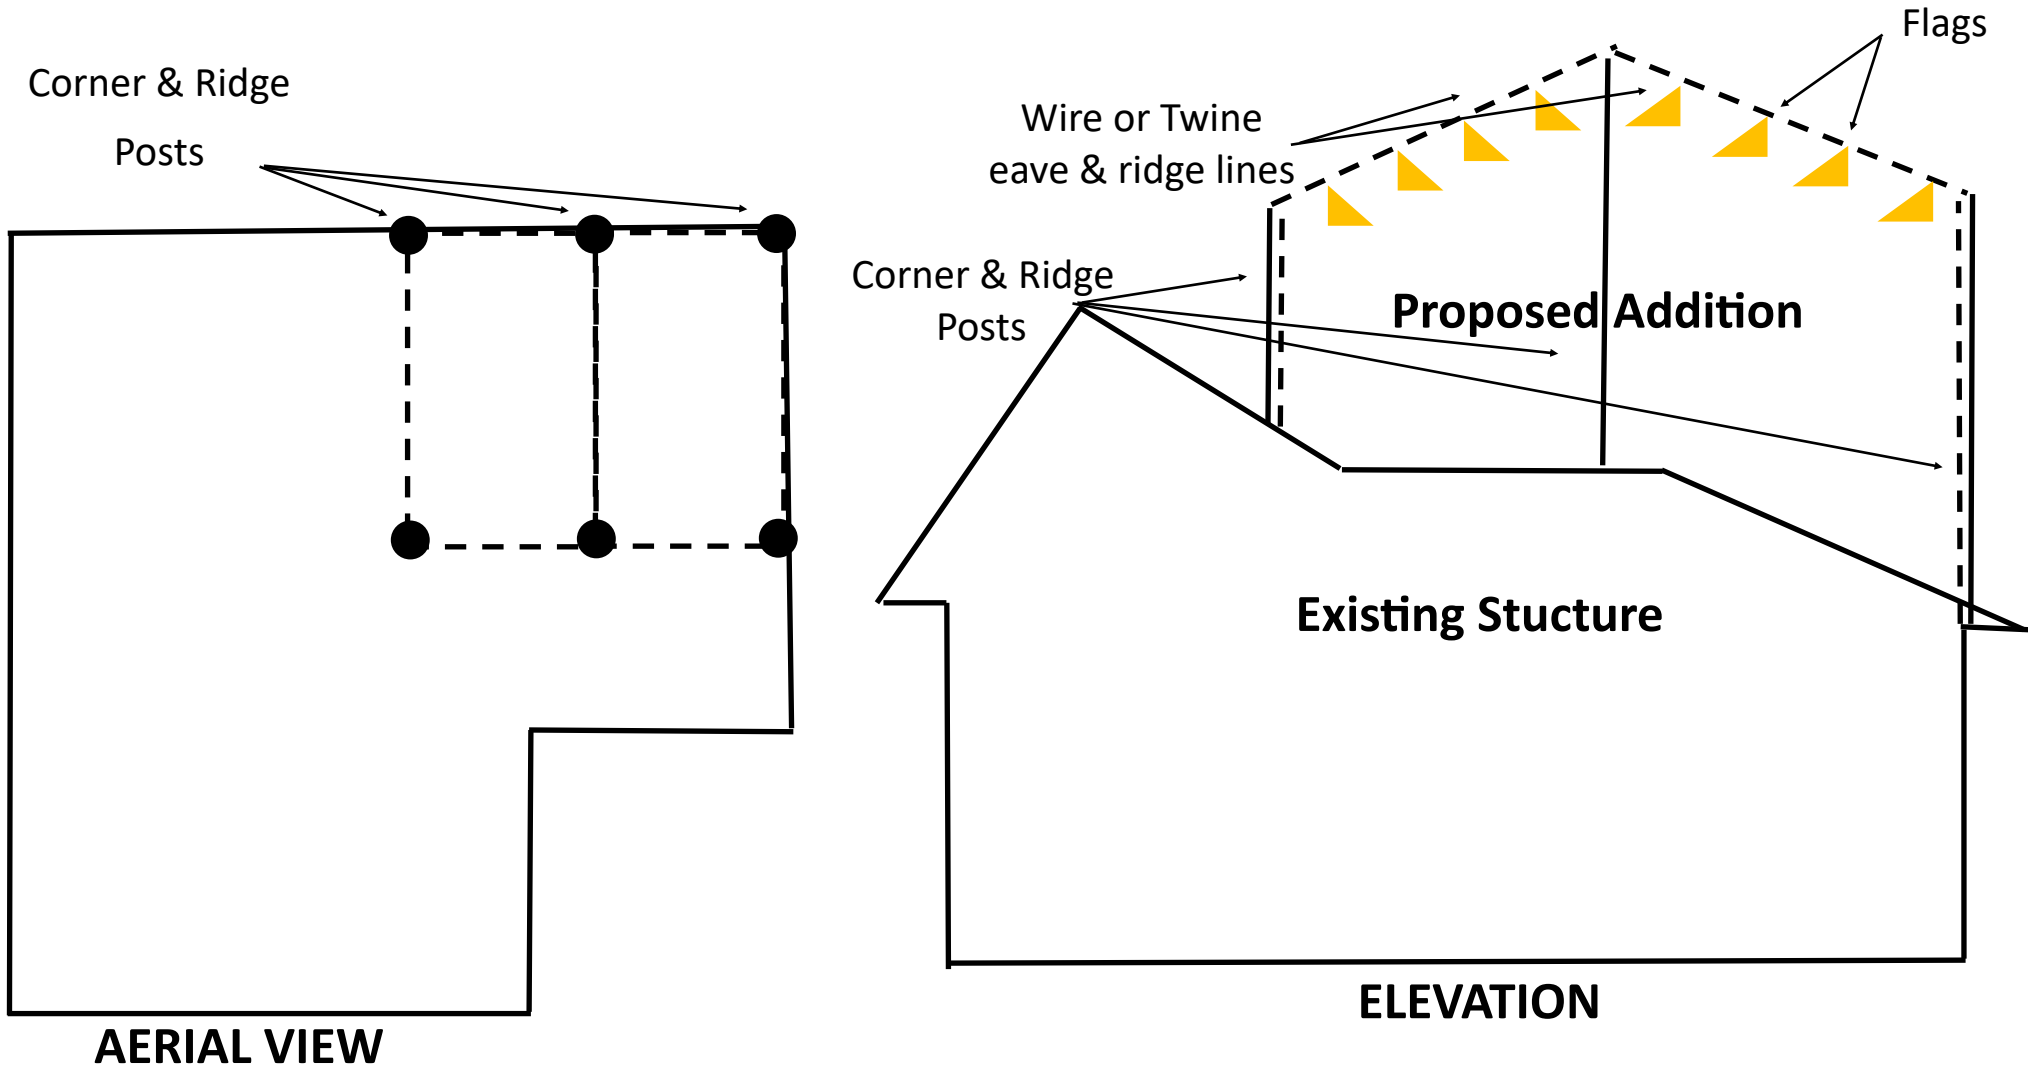 Corner & Ridge
Posts
AERIAL VIEW
Flags
Wire or Twine
eave & ridge lines
Corner & Ridge
Posts
Proposed Addition
Existing Stucture
ELEVATION